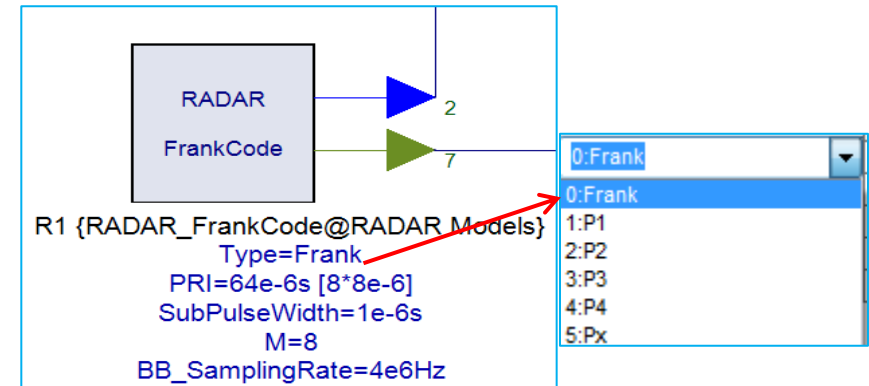 RADAR
FrankCode
2
7
R1 {RADAR_FrankCode@RADAR Models}
Type=Frank
PRI=64e-6s [8*8e-6]
SubPulseWidth=1e-6s
M=8
BB_SamplingRate=4e6Hz
0:Frank
0:Frank
1:P1
2:P2
3:P3
4:P4
5:Px